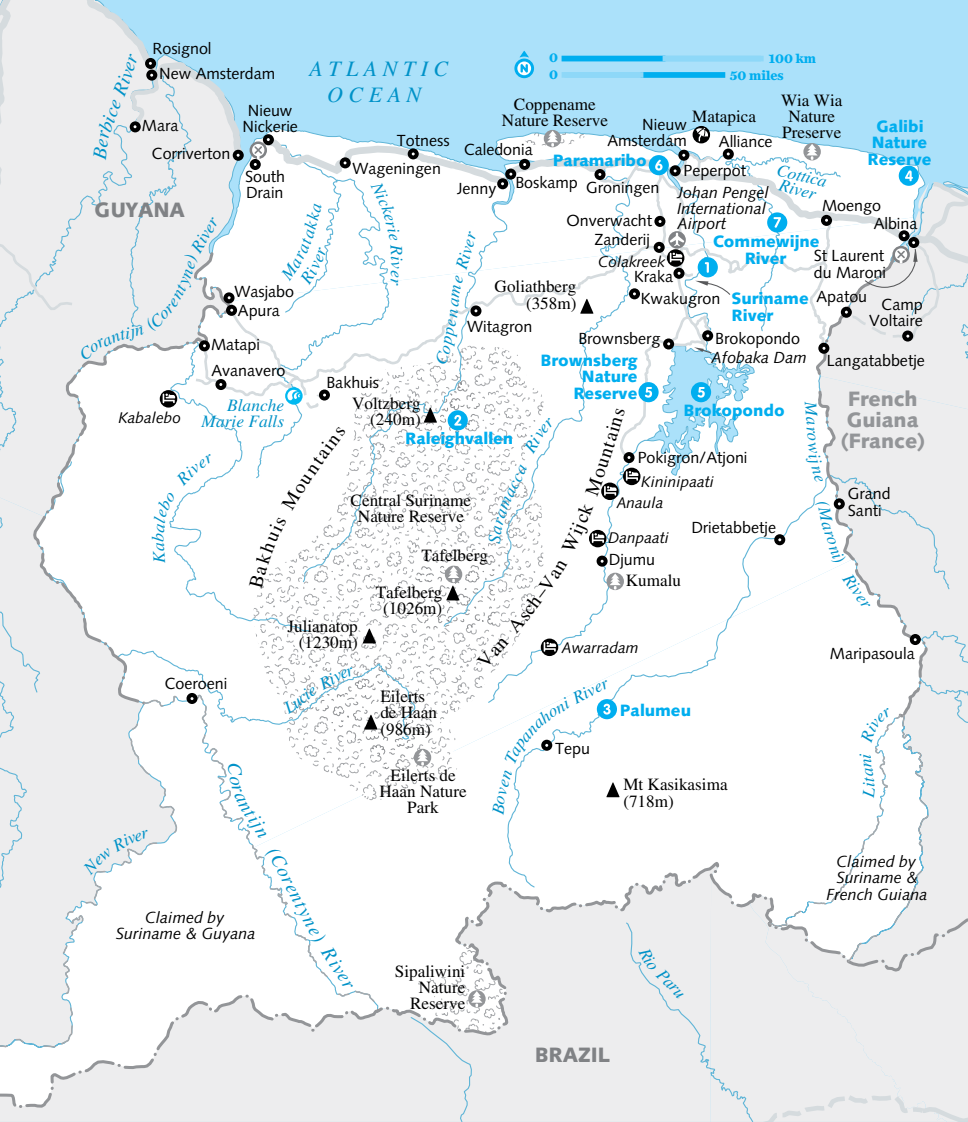 Rosignol
New Amsterdam
Berbice River
Mara
ATLANTIC
OCEAN
N
0
100 km
0
50 miles
Nieuw
Nickerie
Corriverton
South
Drain
Wageningen
Totness
Coppename
Nature Reserve
Caledonia
Jenny
Boskamp
Groningen
Paramaribo
6
Nieuw
Amsterdam
Matapica
Alliance
Peperpot
Wia Wia
Nature
Preserve
Galibi
Nature
Reserve
4
Cottica
River
GUYANA
Maratakka
River
Nickerie River
Coppename River
Corantijn (Corentyne) River
Johan Pengel
International
Airport
Onverwacht
Zanderij
Colakreek
Kraka
Kwakugron
1
Suriname
River
7
Commewijne
River
Moengo
Albina
St Laurent
du Maroni
Apatou
Camp
Voltaire
Langatabbetje
Wasjabo
Apura
Matapi
Avanavero
Kabalebo
Blanche
Marie Falls
Bakhuis
Witagron
Goliathberg
(358m)
Brownsberg
Brokopondo
Afobaka Dam
Brownsberg
Nature
Reserve
5
5
Brokopondo
French
Guiana
(France)
Voltzberg
(240m)
2
Raleighvallen
Bakhuis Mountains
Kabalebo River
Saramacca River
Van Asch–Van Wijck Mountains
Marowijne
(Maroni) River
Pokigron/Atjoni
Kininipaati
Anaula
Central Suriname
Nature Reserve
Danpaati
Djumu
Kumalu
Drietabbetje
Grand
Santi
Tafelberg
Tafelberg
(1026m)
Julianatop
(1230m)
Awarradam
Maripasoula
Coeroeni
Lucie River
Eilerts
de Haan
(986m)
Eilerts de
Haan Nature
Park
Boven Tapanahoni River
3
Palumeu
Tepu
Mt Kasikasima
(718m)
Litani River
New River
Corantijn (Corentyne) River
Claimed by
Suriname &
French Guiana
Claimed by
Suriname & Guyana
Sipaliwini
Nature
Reserve
Rio Paru
BRAZIL